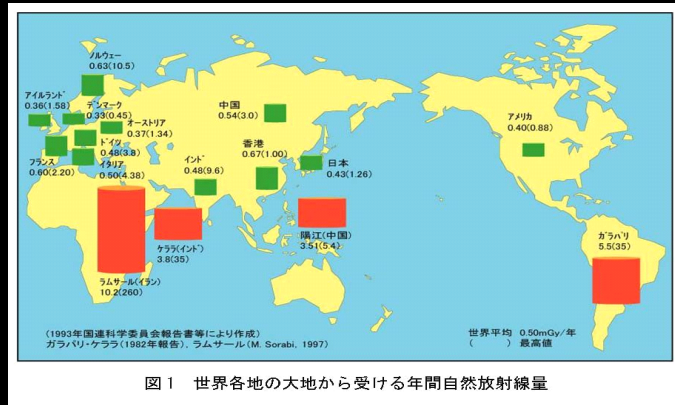 ノルウェー
0.63(10.5)
アイルランド
0.36(1.58)
デンマーク
0.33(0.45)
オーストリア
0.37(1.34)
ドイツ
0.48(3.8)
フランス
0.60(2.20)
イタリア
0.50(4.38)
中国
0.54(3.0)
香港
0.67(1.00)
インド
0.48(9.6)
日本
0.43(1.26)
アメリカ
0.40(0.88)
ケララ(インド)
3.8(35)
陽江(中国)
3.51(5.4)
ガラパリ
5.5(35)
ラムサール(イラン)
10.2(260)
(1993年国連科学委員会報告書等により作成)
ガラパリ・ケララ(1982年報告)、ラムサール(M. Sorabi, 1997)
世界平均 0.50mGy/年
( ) 最高値
図1 世界各地の大地から受ける年間自然放射線量